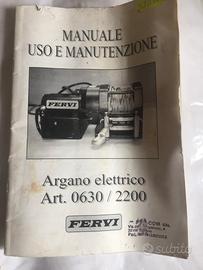 MANUALE
USO E MANUTENZIONE
FERVI
Argano elettrico
Art. 0630 / 2200
FERVI
subito